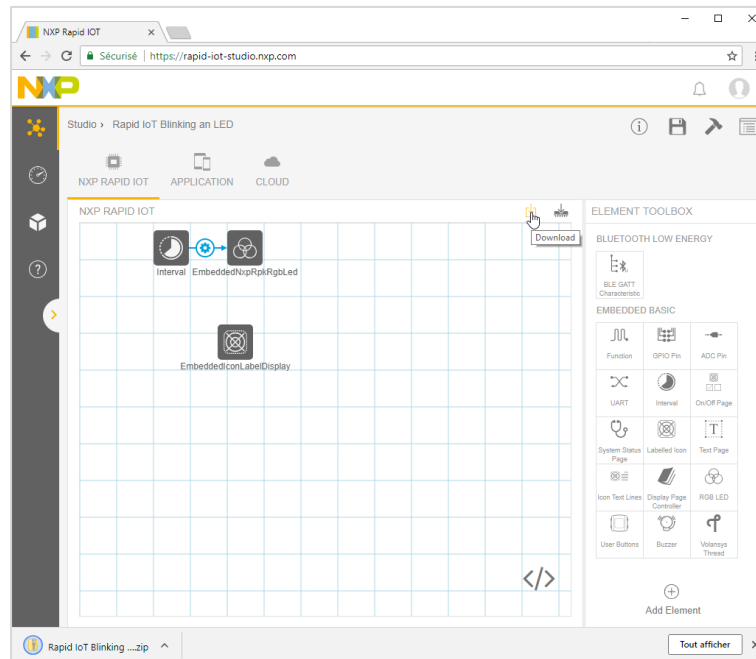 NXP Rapid IOT
Sécurisé | https://rapid-iot-studio.nxp.com
NXP
Studio › Rapid IoT Blinking an LED
NXP RAPID IOT APPLICATION CLOUD
NXP RAPID IOT
Download
Interval EmbeddedNxpRpkRgbLed
EmbeddedIconLabelDisplay
</>
ELEMENT TOOLBOX
BLUETOOTH LOW ENERGY
BLE GATT
Characteristic
EMBEDDED BASIC
Function GPIO Pin ADC Pin
UART Interval On/Off Page
System Status
Page
Labelled Icon Text Page
Icon Text Lines Display Page
Controller
RGB LED
User Buttons Buzzer Volansys
Thread
Add Element
Rapid IoT Blinking ....zip
Tout afficher